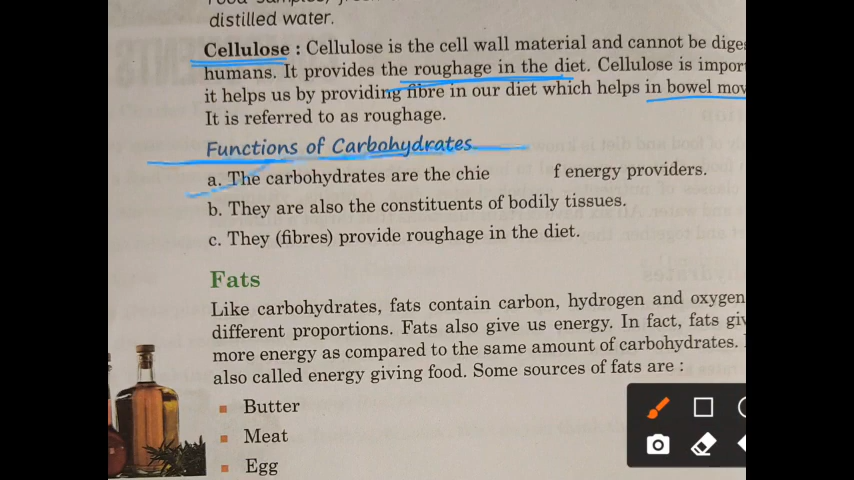 distilled water.
Cellulose : Cellulose is the cell wall material and cannot be
humans. It provides the roughage in the diet. Cellulose is
it helps us by providing fibre in our diet which helps in bowel
It is referred to as roughage.
Functions of Carbohydrates
a. The carbohydrates are the chie f energy providers.
b. They are also the constituents of bodily tissues.
c. They (fibres) provide roughage in the diet.
Fats
Like carbohydrates, fats contain carbon, hydrogen and oxygen
different proportions. Fats also give us energy. In fact, fats
more energy as compared to the same amount of carbohydrates.
also called energy giving food. Some sources of fats are :
Butter
Meat
Egg